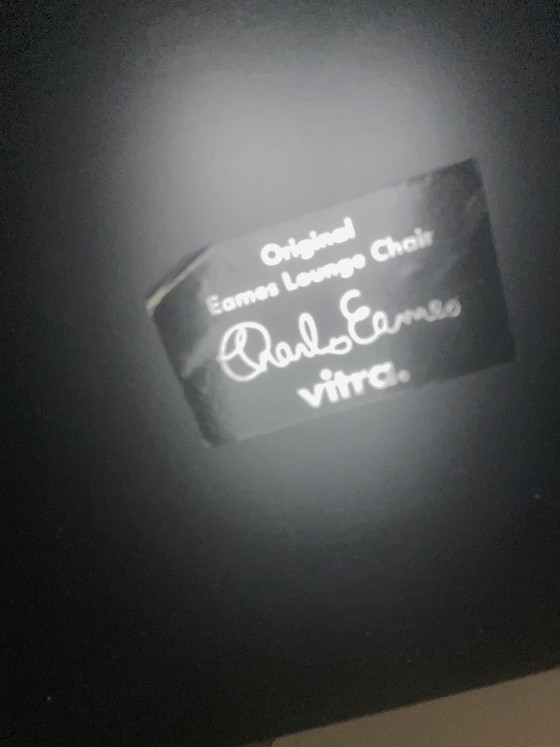 Original
Eames Lounge Chair
Charles Eames
vitra.